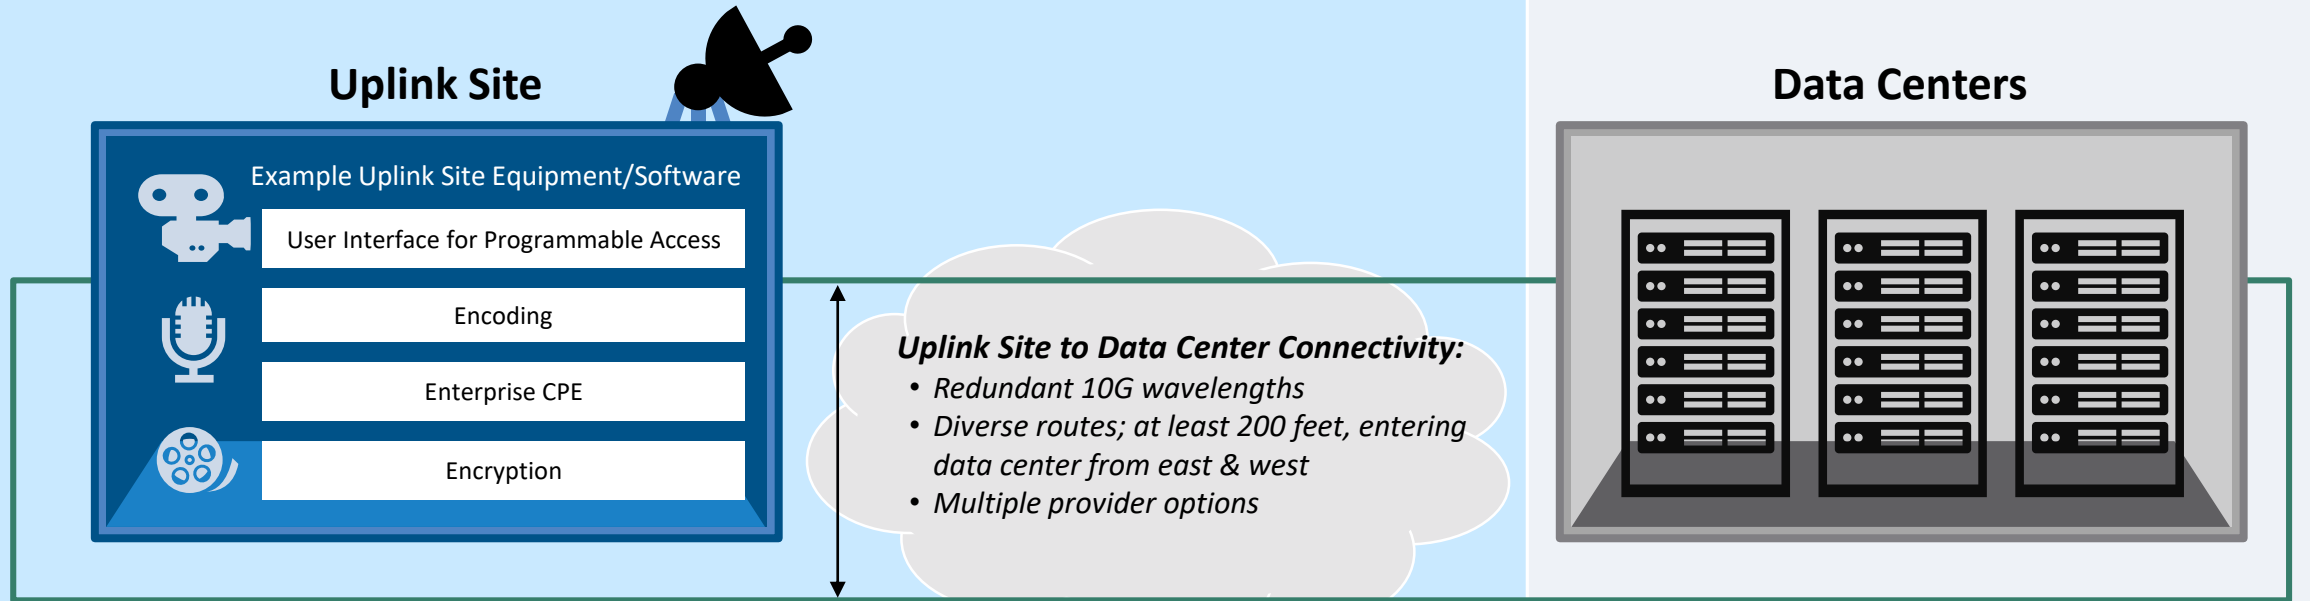 Uplink Site
Data Centers
Example Uplink Site Equipment/Software
User Interface for Programmable Access
Encoding
Enterprise CPE
Encryption
Uplink Site to Data Center Connectivity:
• Redundant 10G wavelengths
• Diverse routes; at least 200 feet, entering
data center from east & west
• Multiple provider options